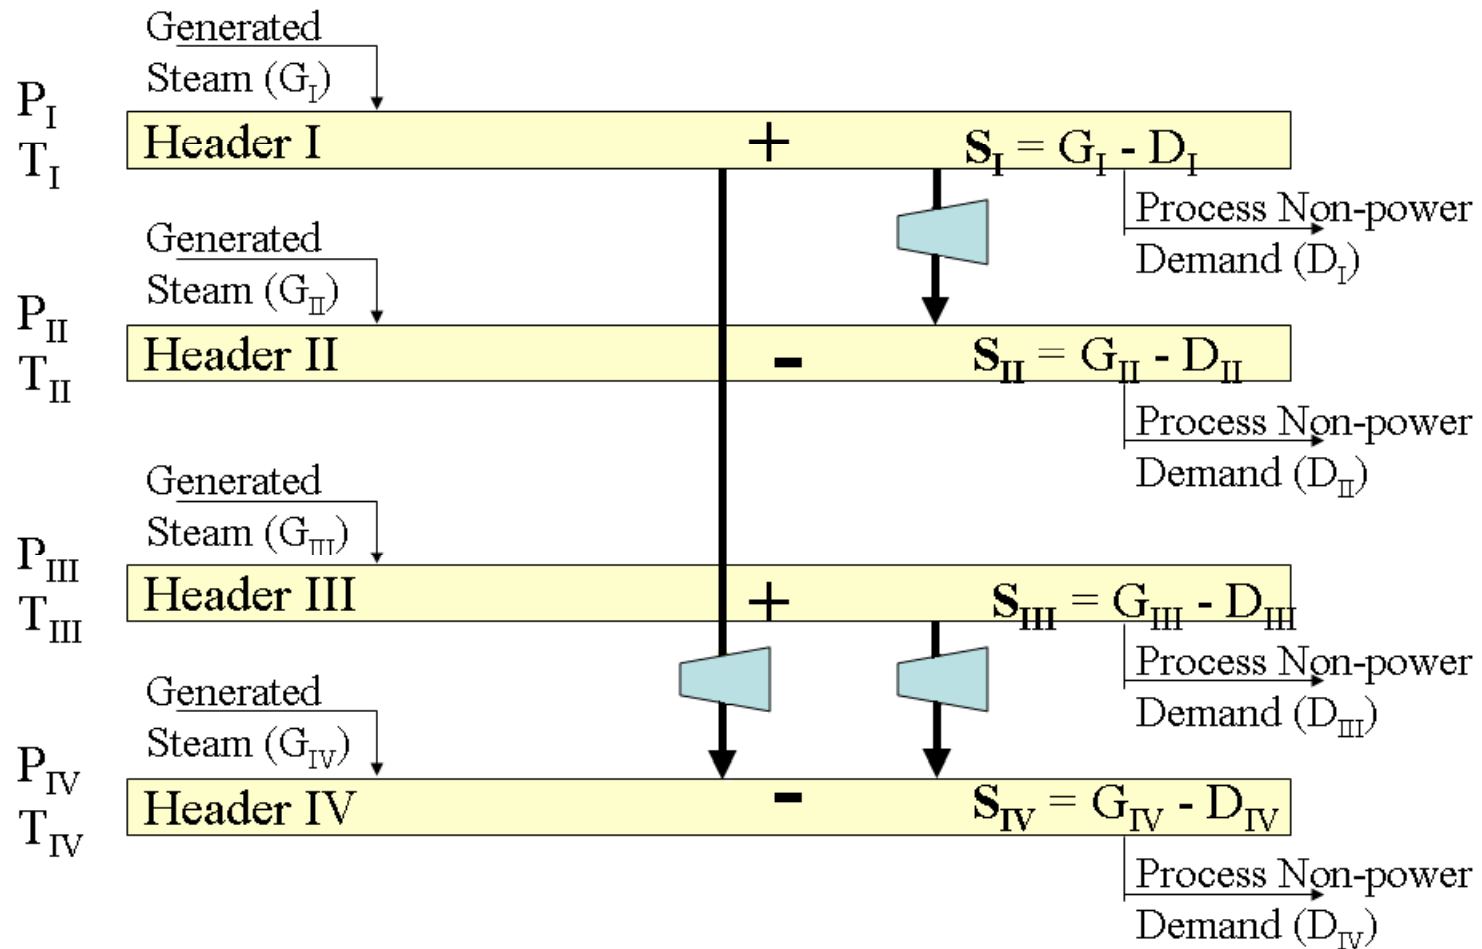 Generated
Steam (G_I)
P_I
T_I
Header I
+
S_I = G_I - D_I
Process Non-power
Demand (D_I)
Generated
Steam (G_II)
P_II
T_II
Header II
-
S_II = G_II - D_II
Process Non-power
Demand (D_II)
Generated
Steam (G_III)
P_III
T_III
Header III
+
S_III = G_III - D_III
Process Non-power
Demand (D_III)
Generated
Steam (G_IV)
P_IV
T_IV
Header IV
-
S_IV = G_IV - D_IV
Process Non-power
Demand (D_IV)